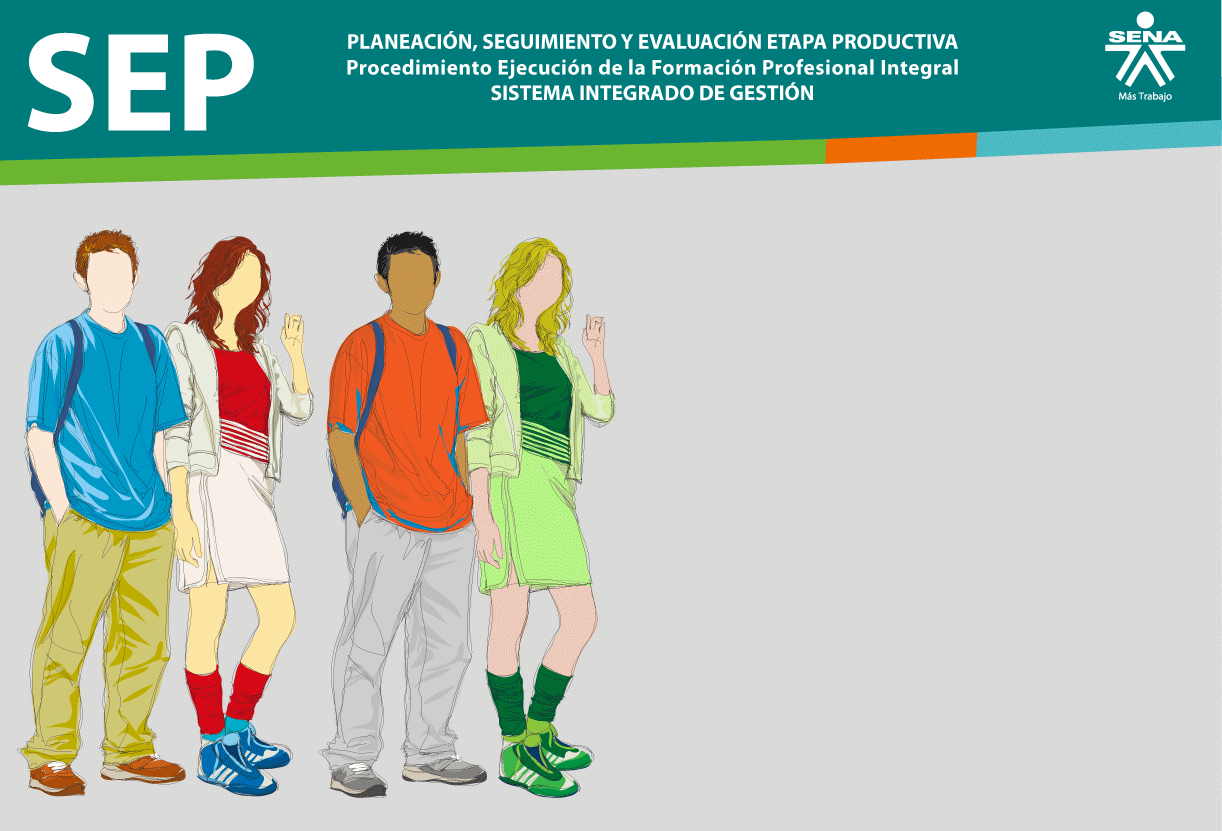 SEP
PLANEACIÓN, SEGUIMIENTO Y EVALUACIÓN ETAPA PRODUCTIVA
Procedimiento Ejecución de la Formación Profesional Integral
SISTEMA INTEGRADO DE GESTIÓN
SENA
Más Trabajo